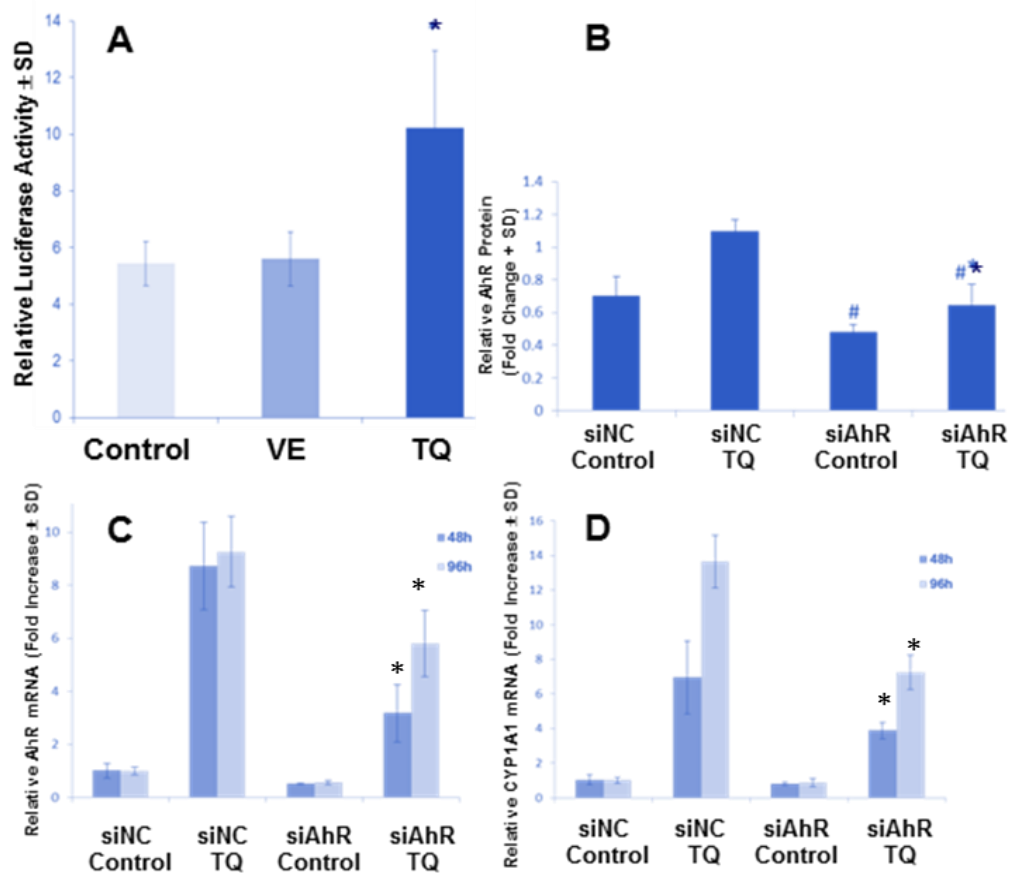 A
Relative Luciferase Activity ± SD
14
12
10
8
6
4
2
0
*
Control VE TQ
B
Relative AhR Protein
(Fold Change + SD)
1.4
1.2
1
0.8
0.6
0.4
0.2
0
#
# * *
siNC siNC siAhR siAhR
Control TQ Control TQ
C
Relative AhR mRNA (Fold Increase ± SD)
10
8
6
4
2
0
48h
96h
*
*
siNC siNC siAhR siAhR
Control TQ Control TQ
D
Relative CYP1A1 mRNA (Fold Increase ± SD)
16
14
12
10
8
6
4
2
0
48h
96h
*
*
siNC siNC siAhR siAhR
Control TQ Control TQ